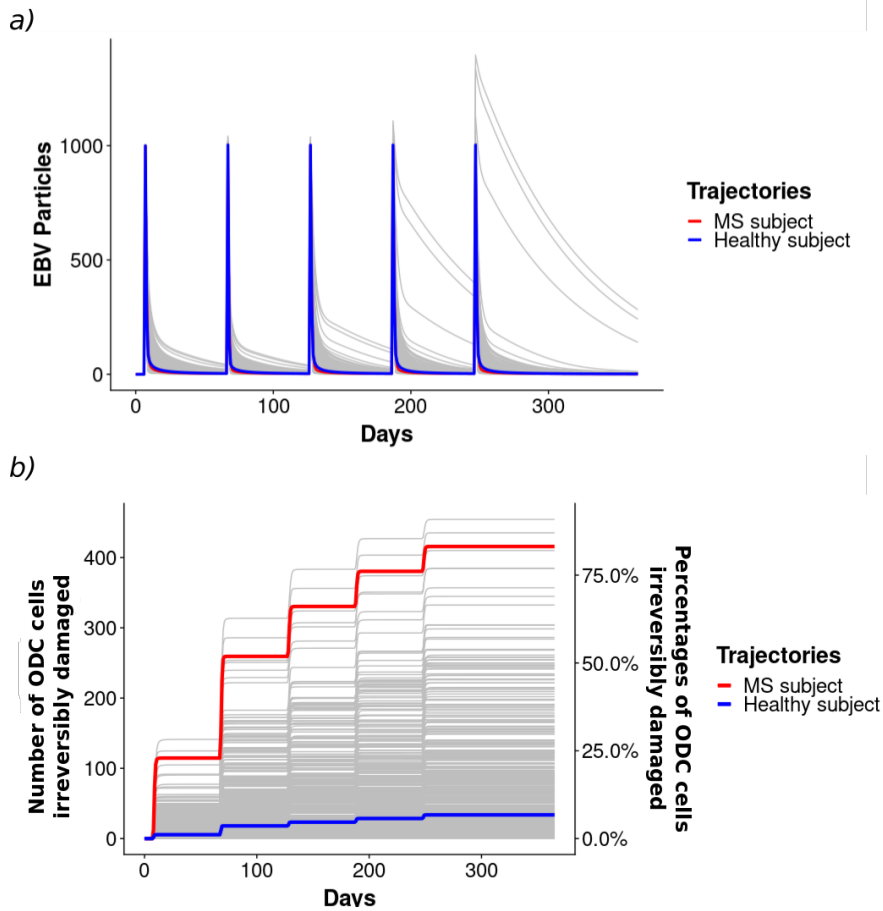 a)
EBV Particles
1000
500
0
0
100
200
300
Days
Trajectories
MS subject
Healthy subject
b)
Number of ODC cells
irreversibly damaged
400
300
200
100
0
0
100
200
300
Days
75.0%
50.0%
25.0%
0.0%
Percentages of ODC cells
irreversibly damaged
Trajectories
MS subject
Healthy subject